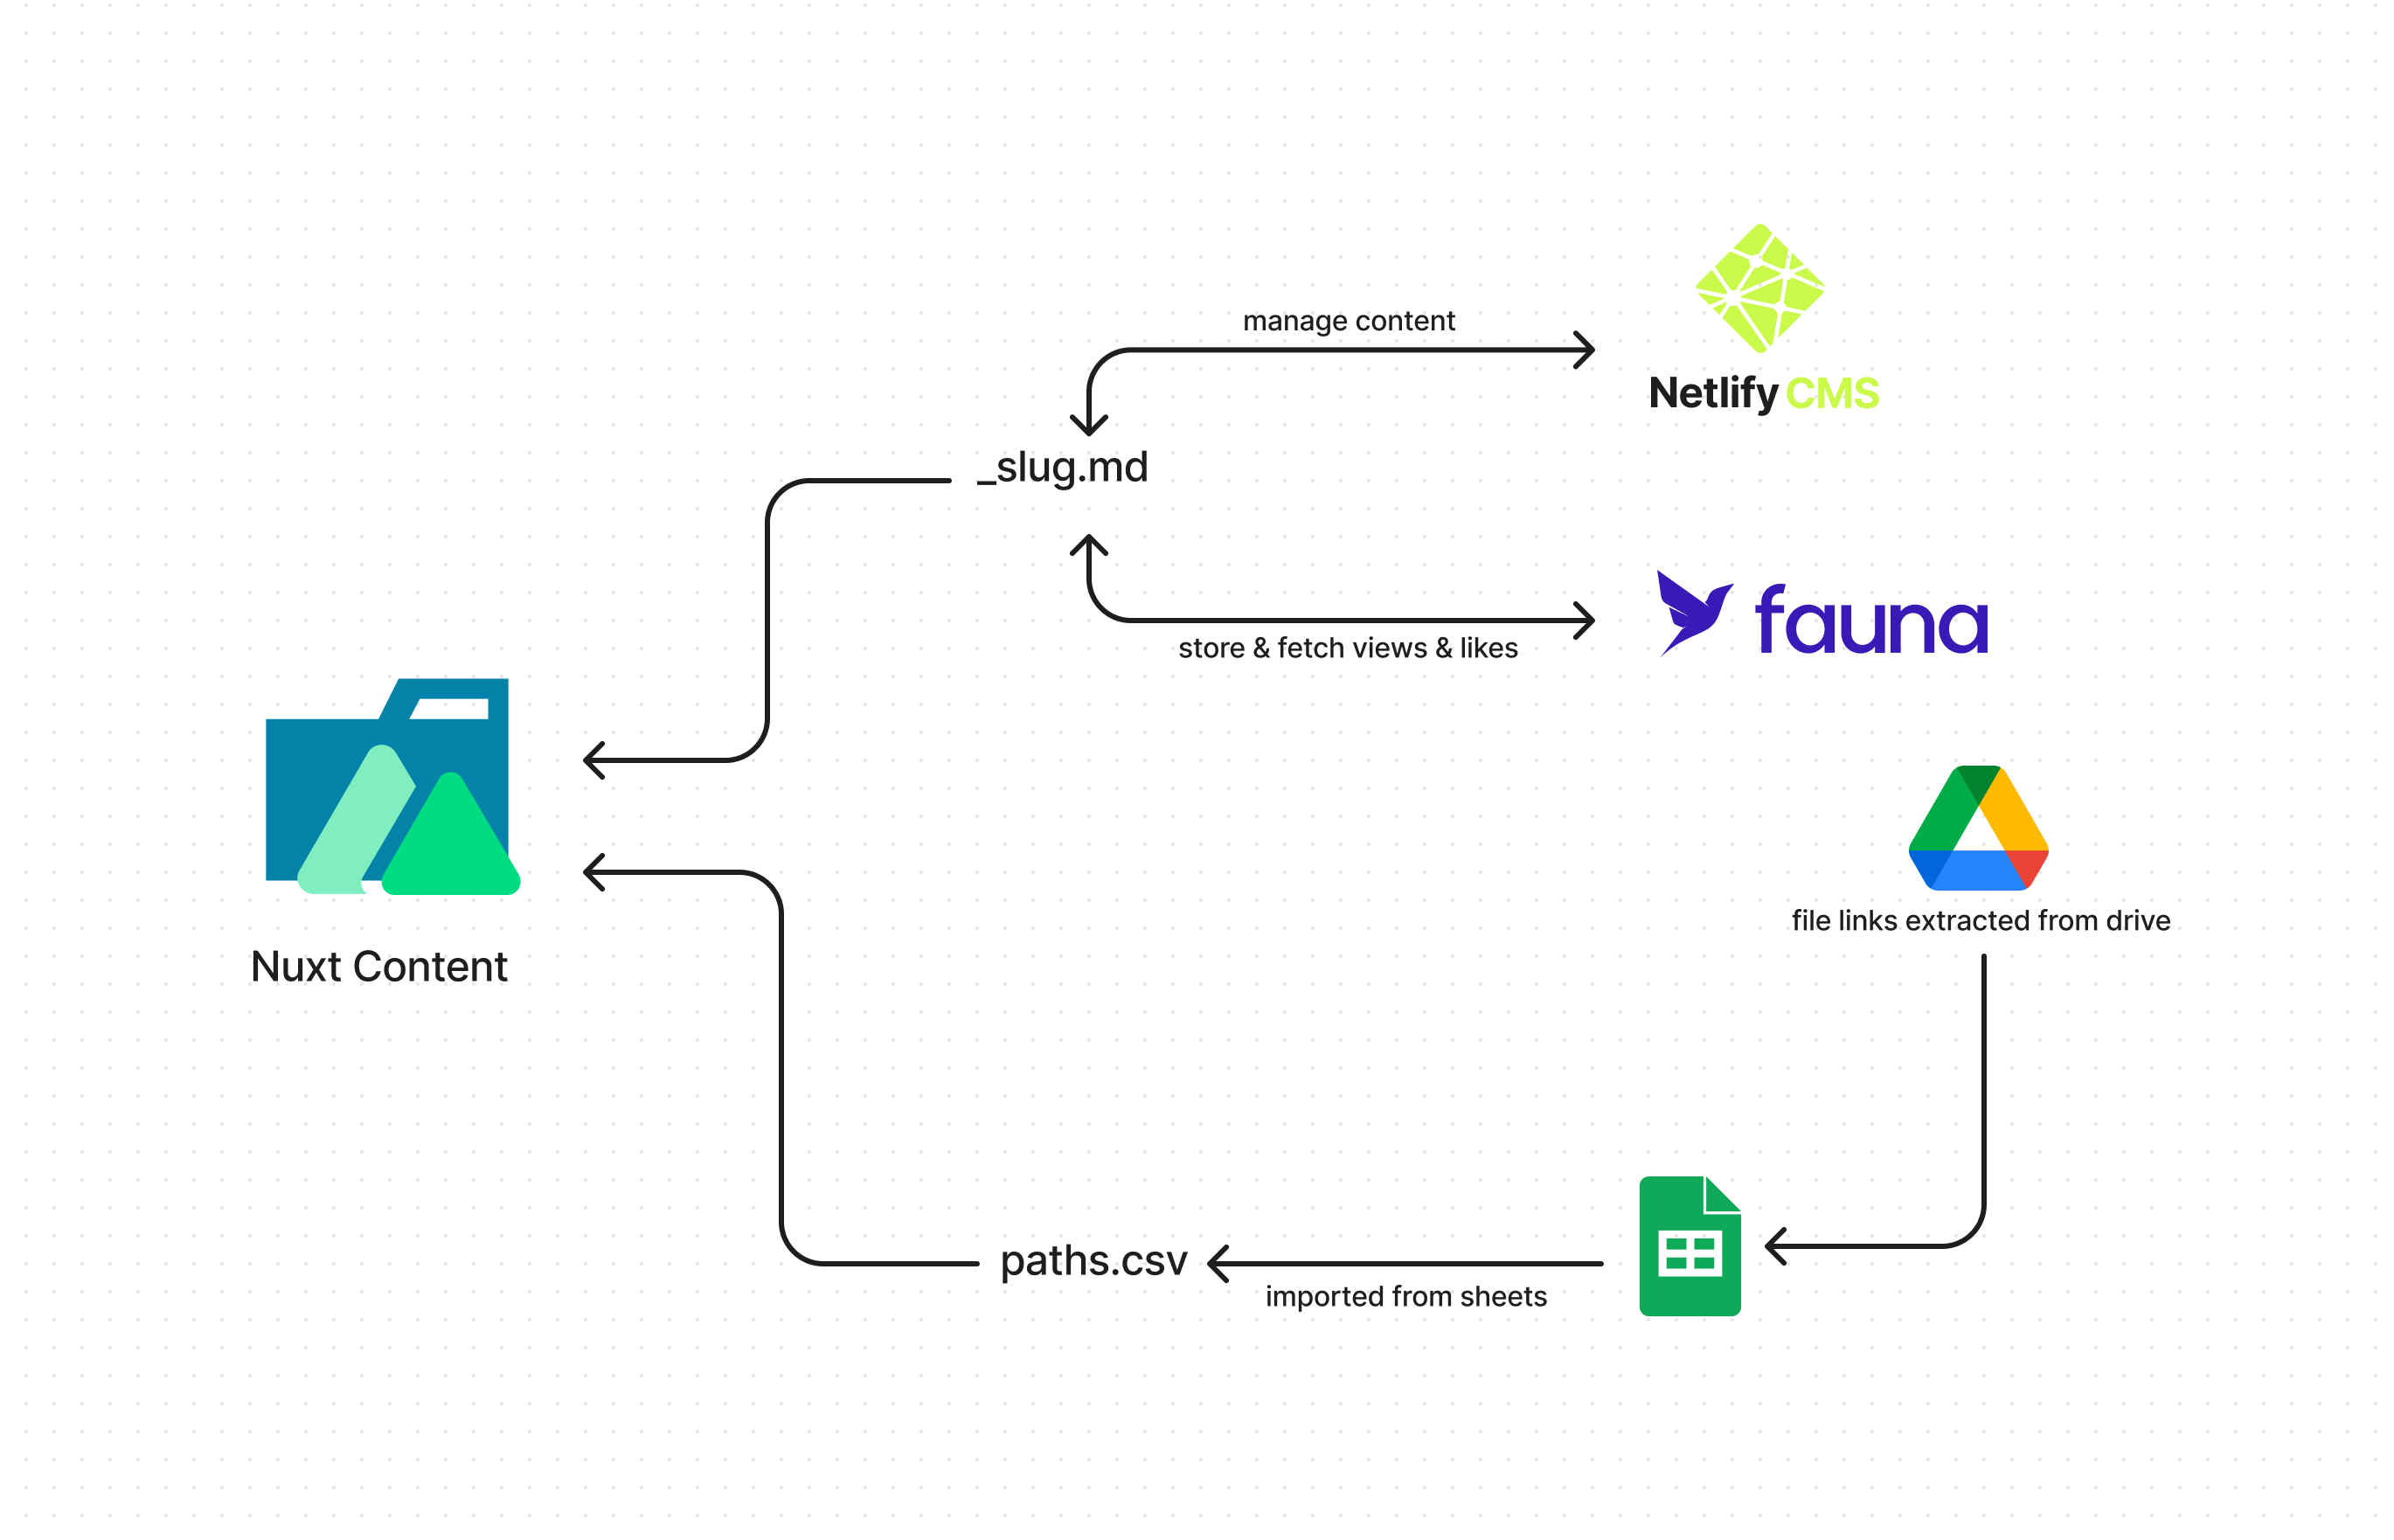 manage content
Netlify CMS
_slug.md
fauna
store & fetch views & likes
file links extracted from drive
Nuxt Content
paths.csv
imported from sheets